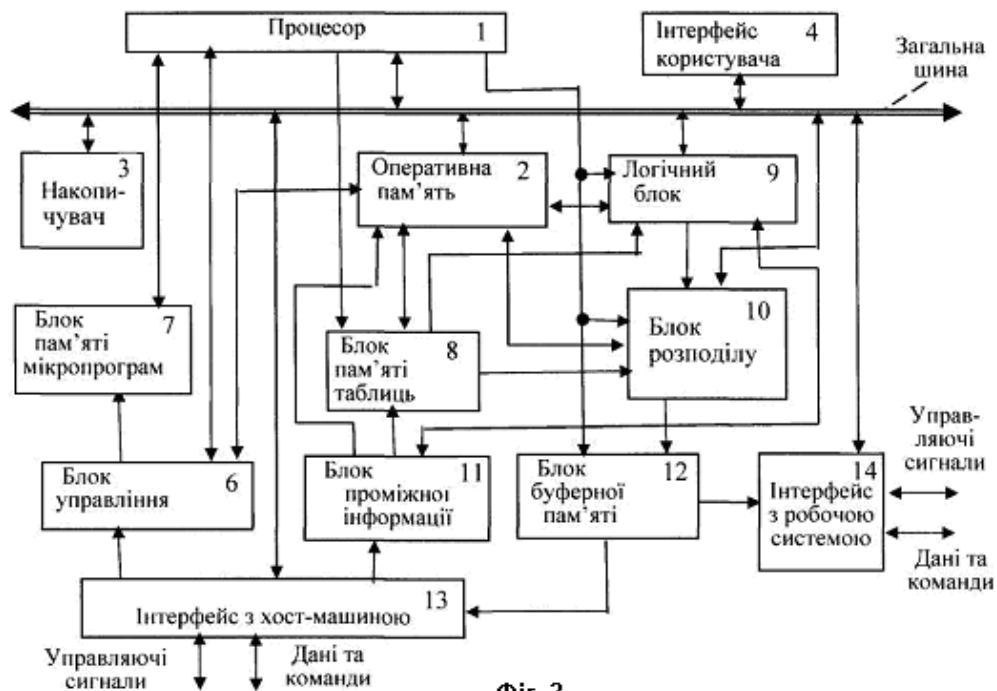 Процесор 1
Інтерфейс 4
користувача
Загальна
шина
3
Накопи-
чувач
Оперативна 2
пам’ять
Логічний 9
блок
Блок 7
пам’яті
мікропрограм
Блок 8
пам’яті
таблиць
10
Блок
розподілу
Блок 6
управління
Блок 11
проміжної
інформації
Блок 12
буферної
пам’яті
14
Інтерфейс
з робочою
системою
Управ-
ляючі
сигнали
Дані та
команди
13
Інтерфейс з хост-машиною
Управляючі
сигнали
Дані та
команди